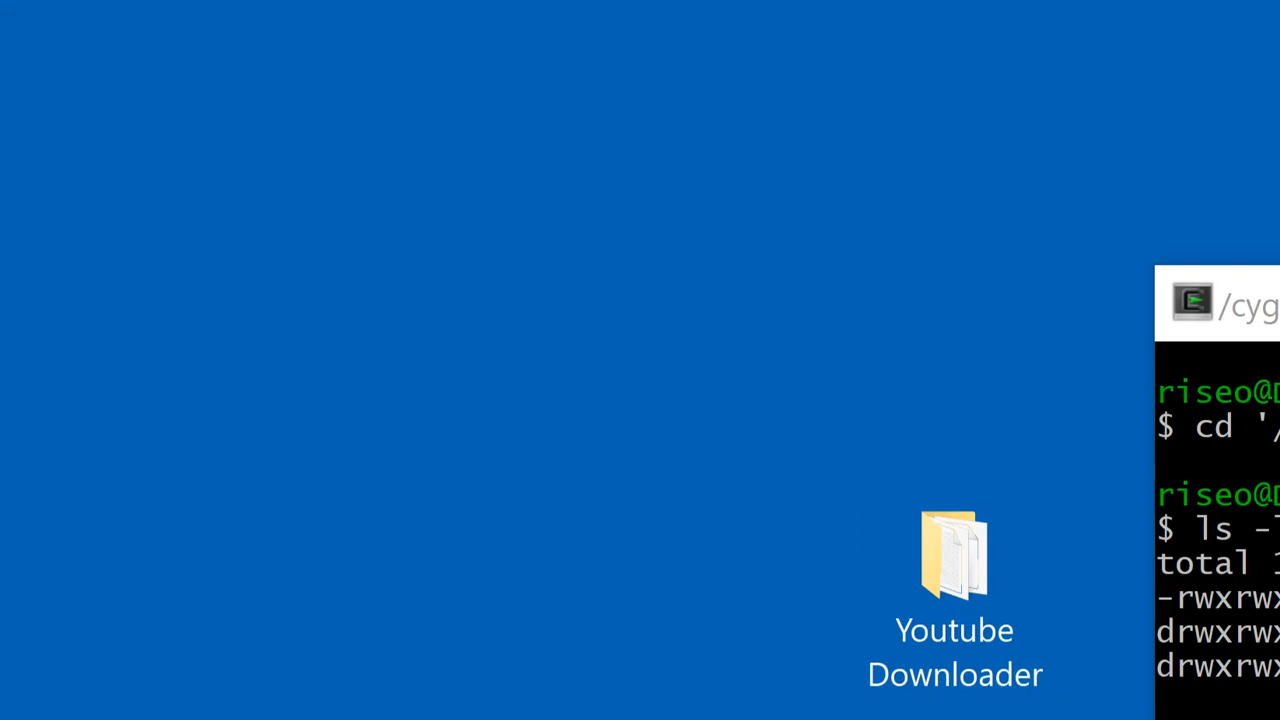 /cyg
riseo@
$ cd '/
riseo@
$ ls -
total
-rwxrwx
drwxrwx
drwxrwx
Youtube
Downloader